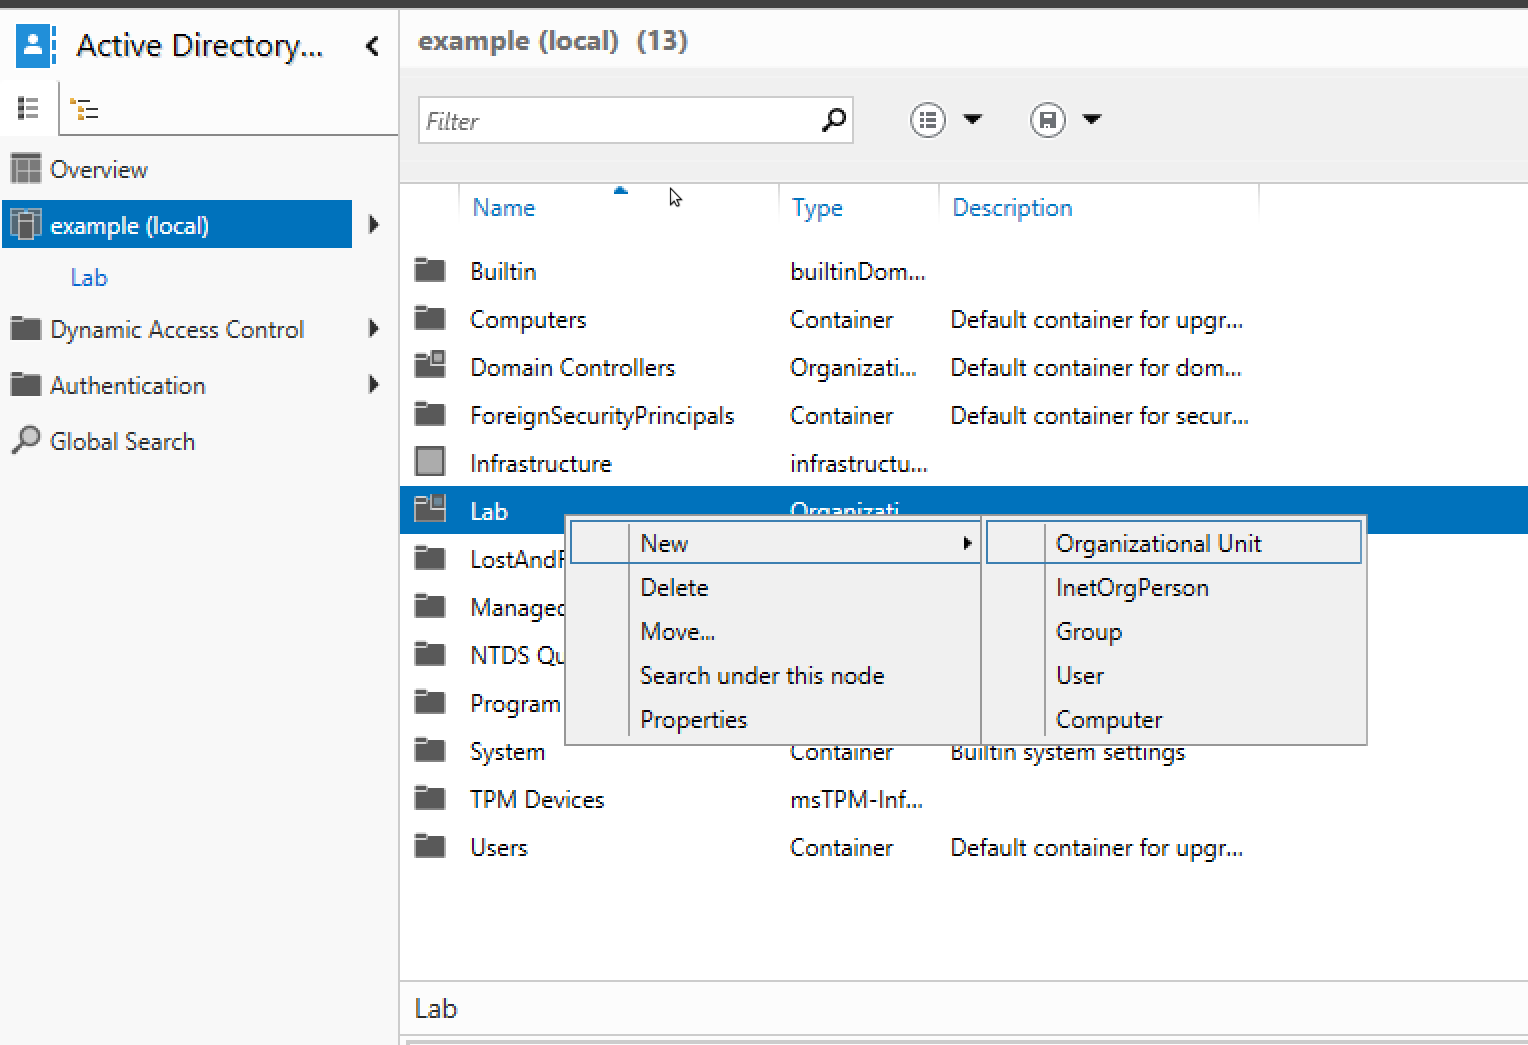 Active Directory...
example (local) (13)
Filter
Overview
example (local)
Lab
Dynamic Access Control
Authentication
Global Search
Name Type Description
Builtin builtinDom...
Computers Container Default container for upgr...
Domain Controllers Organizati... Default container for dom...
ForeignSecurityPrincipals Container Default container for secur...
Infrastructure infrastructu...
Lab Organizati
LostAndF
Managed
NTDS Qu
Program
System Container Builtin system settings
TPM Devices msTPM-Inf...
Users Container Default container for upgr...
New
Delete
Move...
Search under this node
Properties
Organizational Unit
InetOrgPerson
Group
User
Computer
Lab